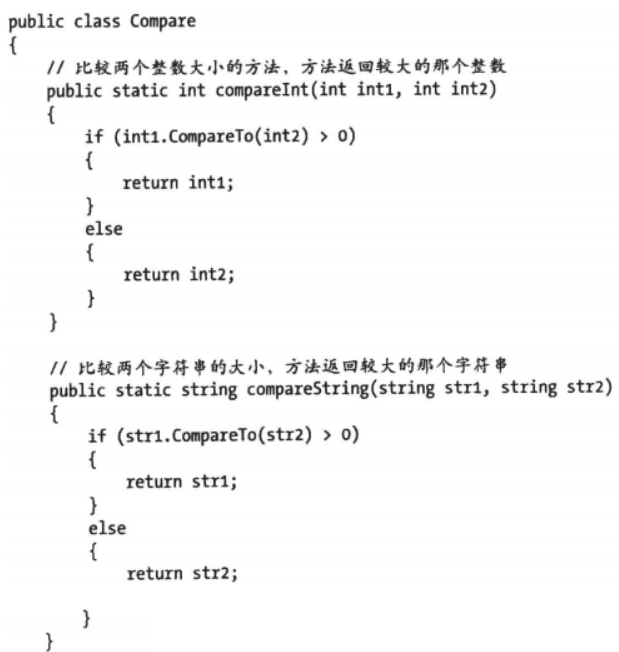 public class Compare
{
// 比较两个整数大小的方法，方法返回较大的那个整数
public static int compareInt(int int1, int int2)
{
if (int1.CompareTo(int2) > 0)
{
return int1;
}
else
{
return int2;
}
}
// 比较两个字符串的大小、方法返回较大的那个字符串
public static string compareString(string str1, string str2)
{
if (str1.CompareTo(str2) > 0)
{
return str1;
}
else
{
return str2;
}
}